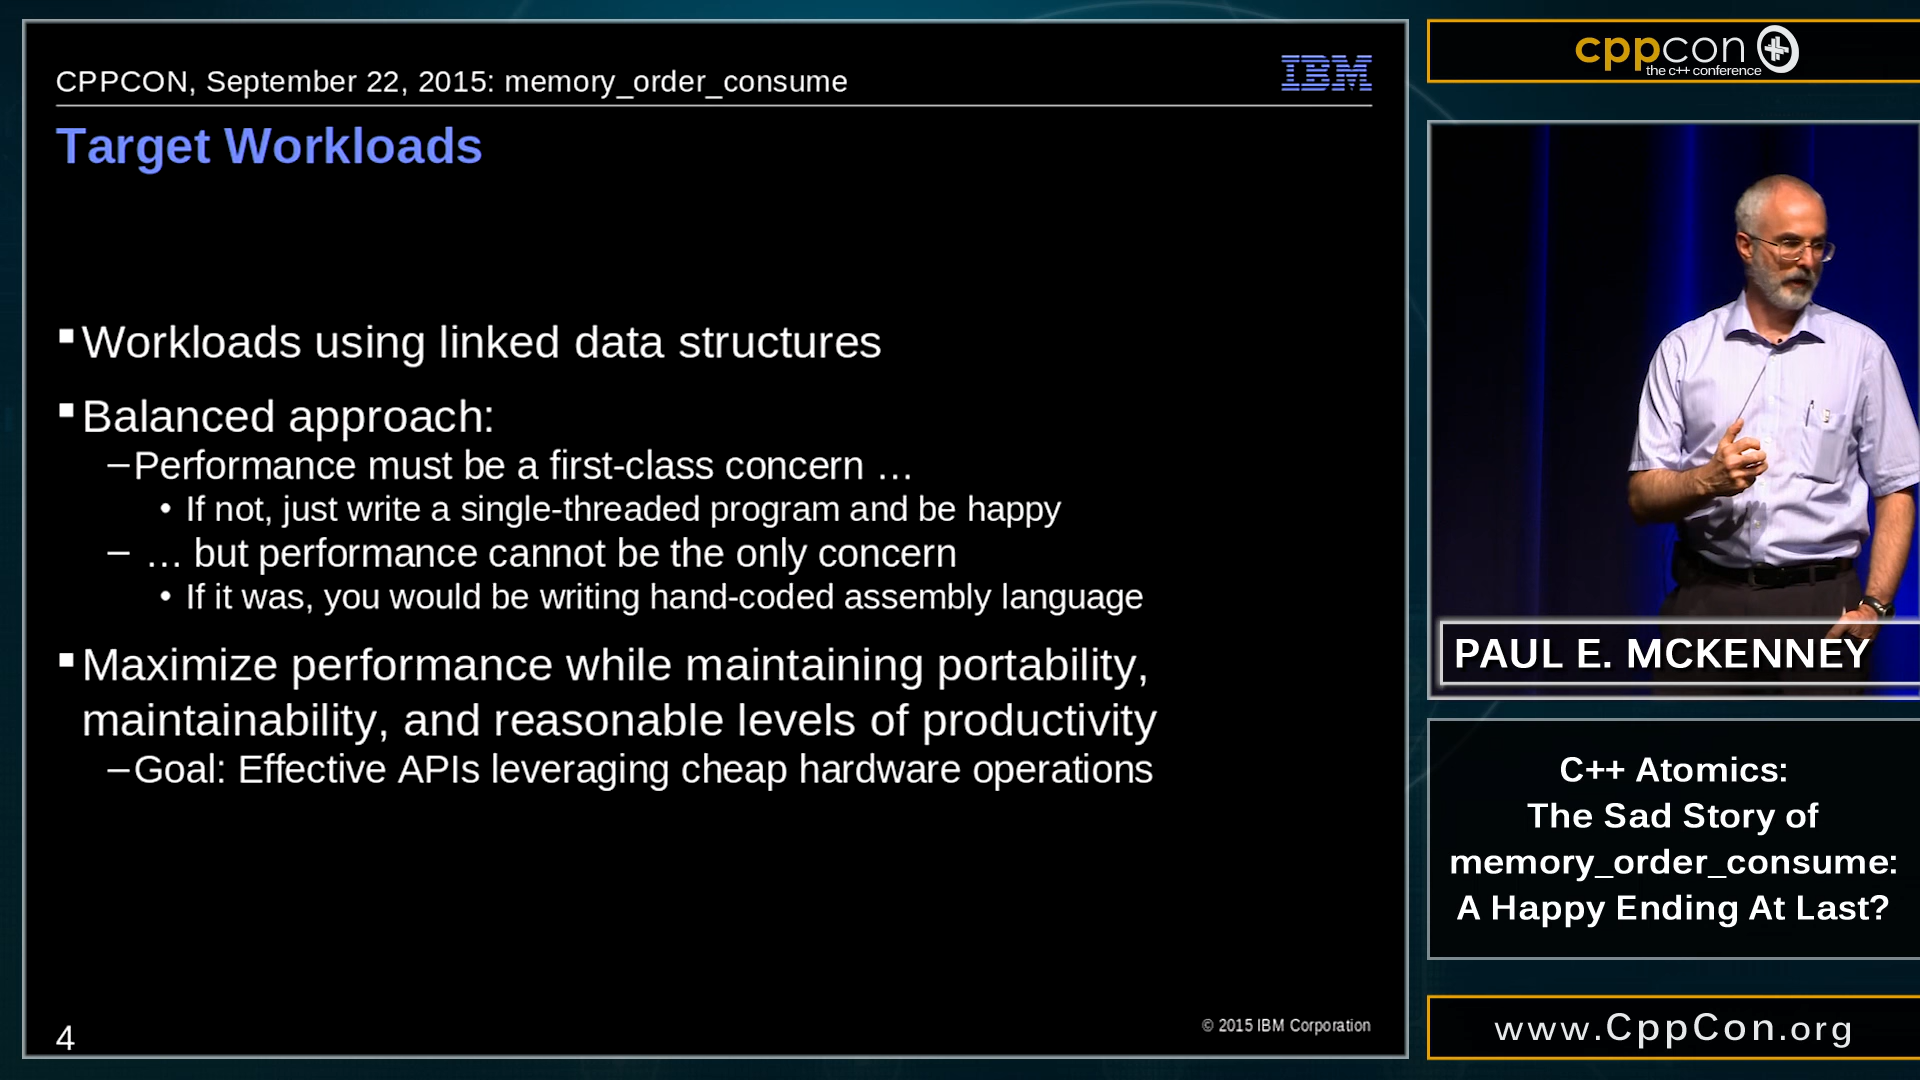 CPPCON, September 22, 2015: memory_order_consume
IBM
Target Workloads
▪Workloads using linked data structures
▪Balanced approach:
–Performance must be a first-class concern …
• If not, just write a single-threaded program and be happy
– … but performance cannot be the only concern
• If it was, you would be writing hand-coded assembly language
▪Maximize performance while maintaining portability,
maintainability, and reasonable levels of productivity
–Goal: Effective APIs leveraging cheap hardware operations
4
© 2015 IBM Corporation
cppcon
the c++ conference
PAUL E. MCKENNEY
C++ Atomics:
The Sad Story of
memory_order_consume:
A Happy Ending At Last?
www.CppCon.org